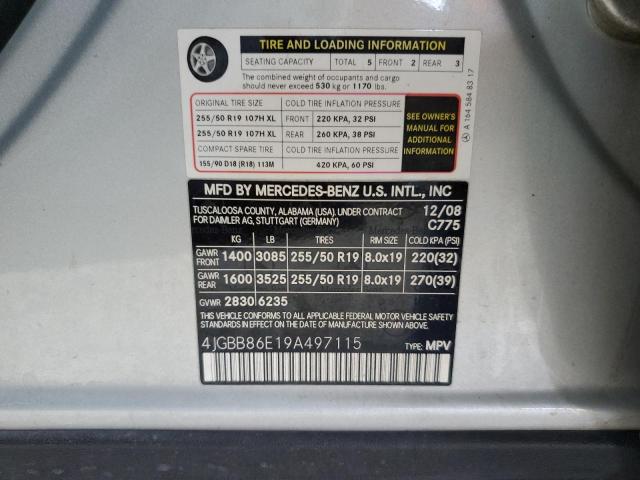 TIRE AND LOADING INFORMATION
SEATING CAPACITY TOTAL 5 FRONT 2 REAR 3
The combined weight of occupants and cargo
should never exceed 530 kg or 1170 lbs.
ORIGINAL TIRE SIZE COLD TIRE INFLATION PRESSURE
255/50 R19 107H XL FRONT 220 KPA, 32 PSI
255/50 R19 107H XL REAR 260 KPA, 38 PSI
COMPACT SPARE TIRE COLD TIRE INFLATION PRESSURE
155/90 D18 (R18) 113M 420 KPA, 60 PSI
SEE OWNER'S
MANUAL FOR
ADDITIONAL
INFORMATION
A 164 584 83 17
MFD BY MERCEDES-BENZ U.S. INTL., INC
TUSCALOOSA COUNTY, ALABAMA (USA). UNDER CONTRACT 12/08
FOR DAIMLER AG, STUTTGART (GERMANY) C775
KG LB TIRES RIM SIZE COLD KPA (PSI)
GAWR FRONT 1400 3085 255/50 R19 8.0x19 220(32)
GAWR REAR 1600 3525 255/50 R19 8.0x19 270(39)
GVWR 2830 6235
THIS VEHICLE CONFORMS TO ALL APPLICABLE FEDERAL MOTOR VEHICLE SAFETY
STANDARDS IN EFFECT ON THE DATE OF MANUFACTURE SHOWN ABOVE.
4JGBB86E19A497115 TYPE: MPV